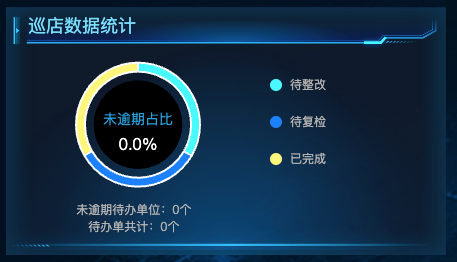 巡店数据统计
未逾期占比
0.0%
待整改
待复检
已完成
未逾期待办单位：0个
待办单共计：0个